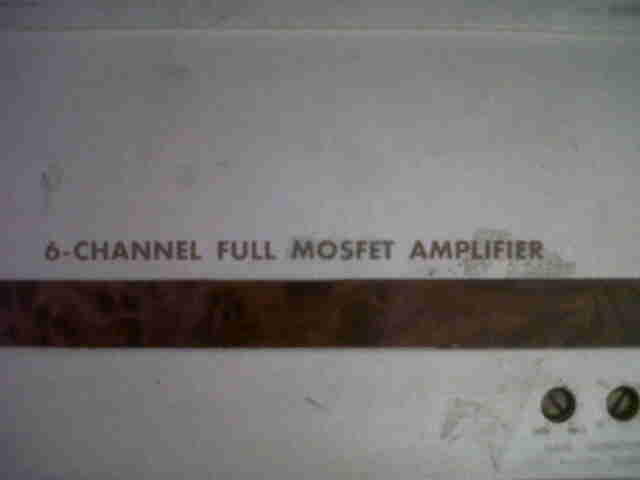 6-CHANNEL FULL MOSFET AMPLIFIER